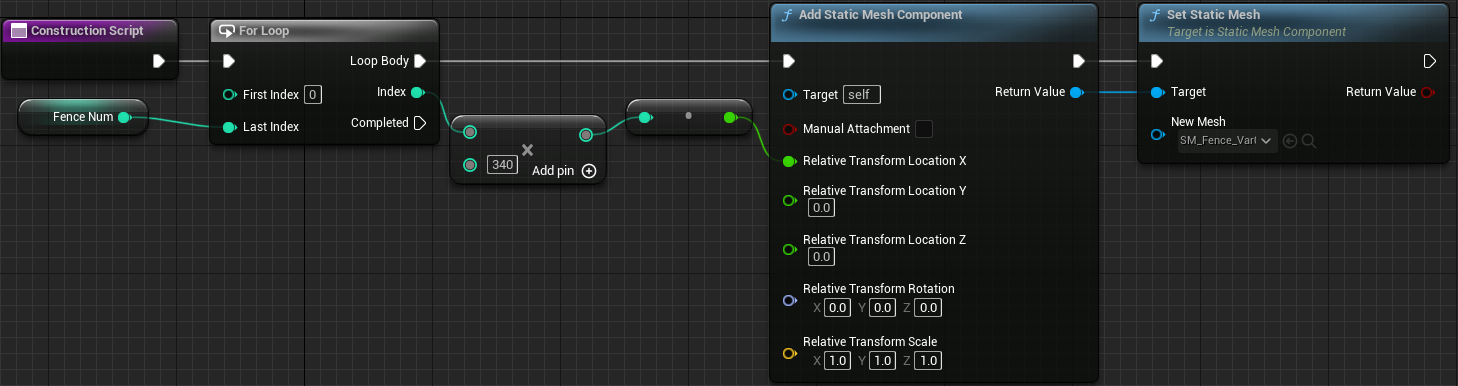 Construction Script
For Loop
Loop Body
First Index 0
Index
Last Index
Completed
Fence Num
340
Add pin
Add Static Mesh Component
Target self
Return Value
Manual Attachment
Relative Transform Location X
Relative Transform Location Y
0.0
Relative Transform Location Z
0.0
Relative Transform Rotation
X 0.0 Y 0.0 Z 0.0
Relative Transform Scale
X 1.0 Y 1.0 Z 1.0
Set Static Mesh
Target is Static Mesh Component
Target
Return Value
New Mesh